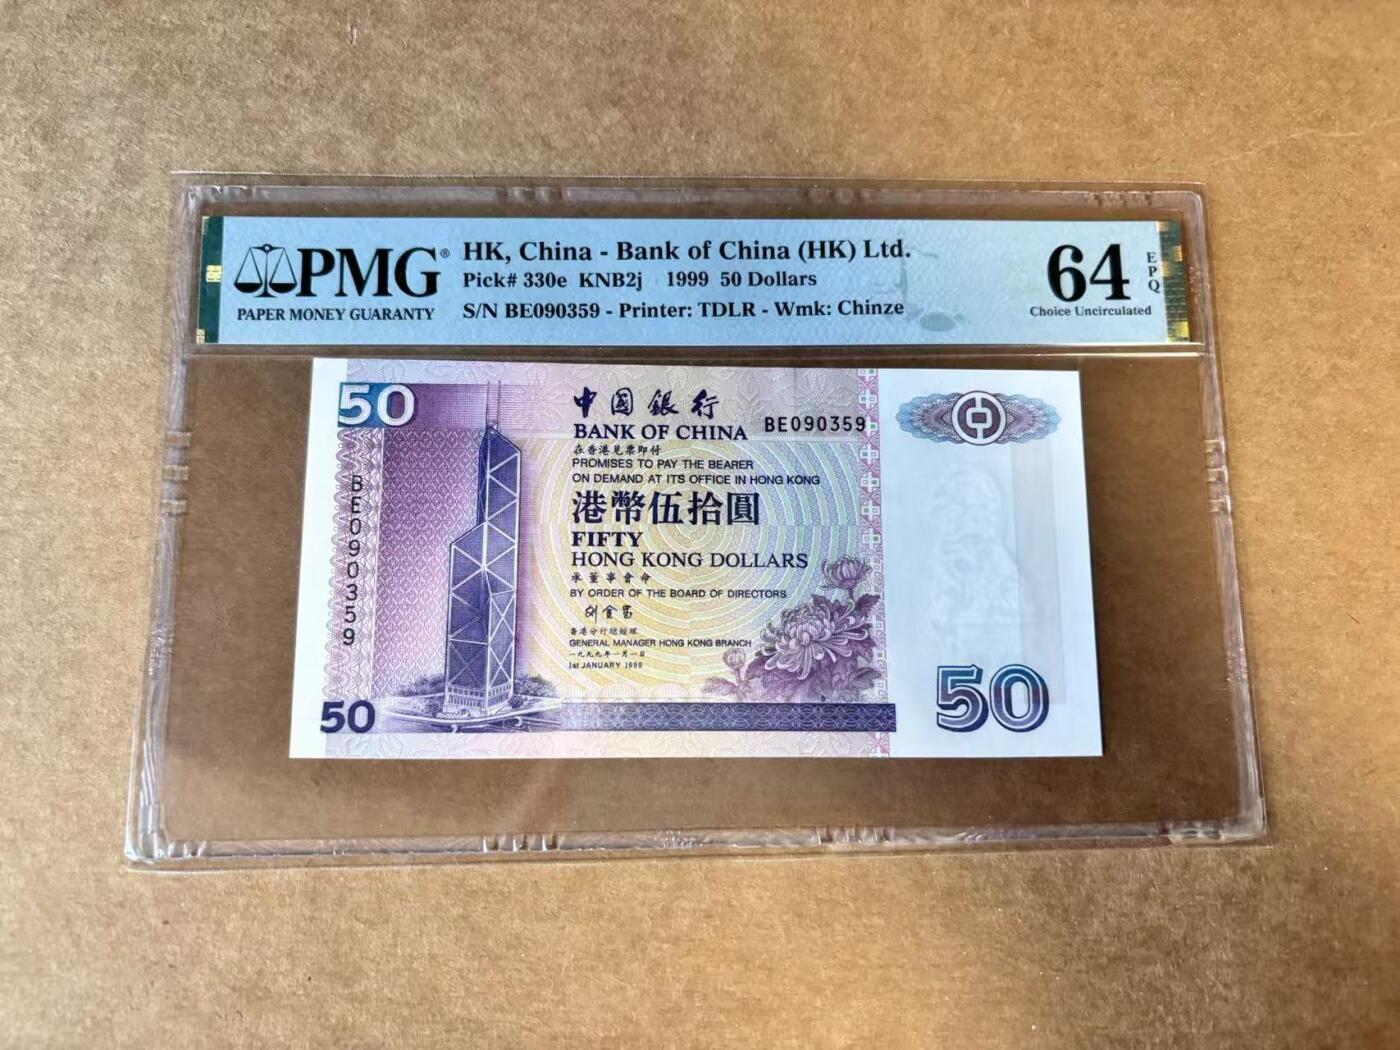 PMG®
PAPER MONEY GUARANTY
HK, China - Bank of China (HK) Ltd.
Pick# 330e KNB2j 1999 50 Dollars
S/N BE090359 - Printer: TDLR - Wmk: Chinze
64
EPQ
Choice Uncirculated
50
中國銀行
BANK OF CHINA
BE090359
在香港見票即付
PROMISES TO PAY THE BEARER
ON DEMAND AT ITS OFFICE IN HONG KONG
BE090359
港幣伍拾圓
FIFTY
HONG KONG DOLLARS
承董事會命
BY ORDER OF THE BOARD OF DIRECTORS
香港分行總經理
GENERAL MANAGER HONG KONG BRANCH
一九九九年一月一日
1st JANUARY 1999
50
50